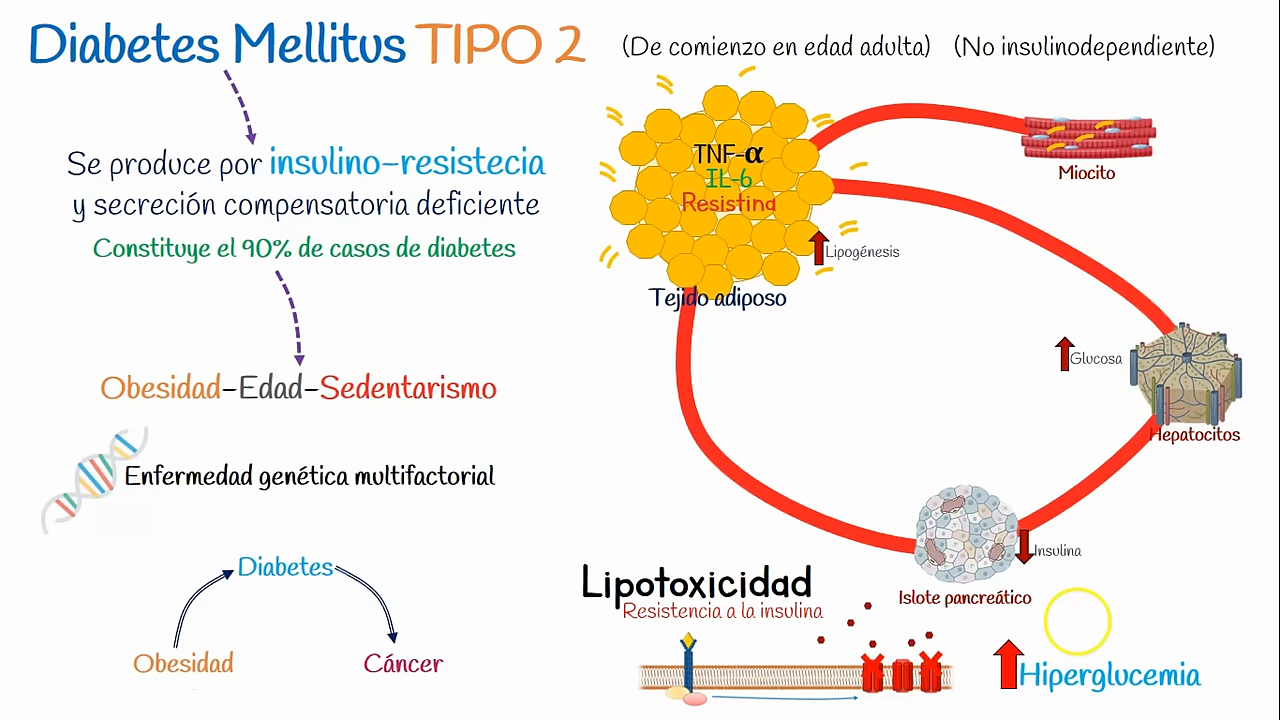 Diabetes Mellitus TIPO 2
(De comienzo en edad adulta) (No insulinodependiente)
Se produce por insulino-resistecia
y secreción compensatoria deficiente
Constituye el 90% de casos de diabetes
Obesidad-Edad-Sedentarismo
Enfermedad genética multifactorial
Diabetes
Obesidad
Cáncer
TNF-α
IL-6
Resistina
Lipogénesis
Tejido adiposo
Miocito
Glucosa
Hepatocitos
Insulina
Islote pancreático
Lipotoxicidad
Resistencia a la insulina
Hiperglucemia